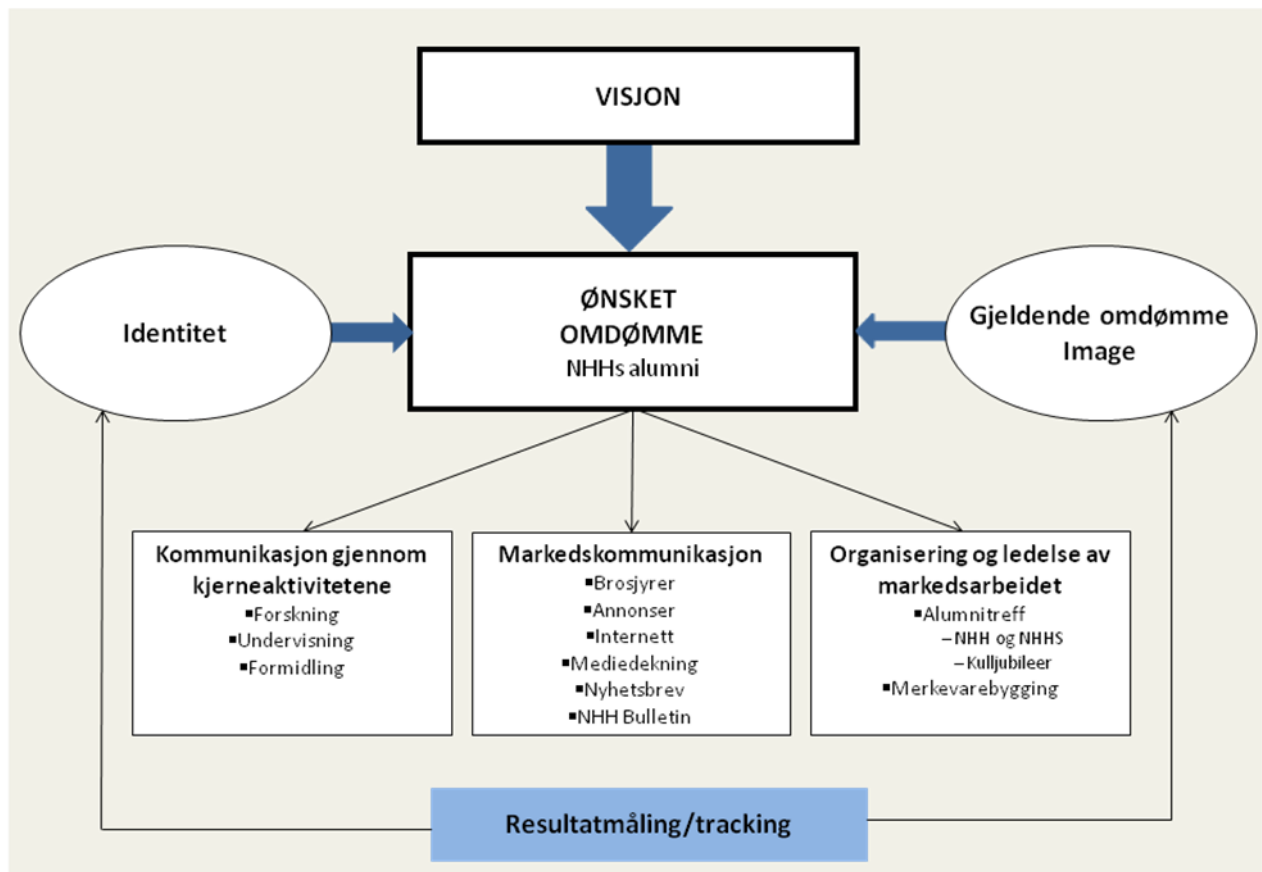 VISJON
Identitet
ØNSKET
OMDØMME
NHHs alumni
Gjeldende omdømme
Image
Kommunikasjon gjennom
kjerneaktivitetene
▪Forskning
▪Undervisning
▪Formidling
Markedskommunikasjon
▪Brosjyrer
▪Annonser
▪Internett
▪Mediedekning
▪Nyhetsbrev
▪NHH Bulletin
Organisering og ledelse av
markedsarbeidet
▪Alumnitreff
–NHH og NHHS
–Kulljubileer
▪Merkevarebygging
Resultatmåling/tracking